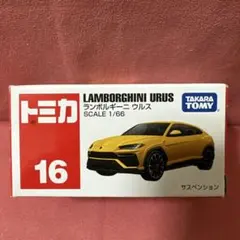 トミカ
16
LAMBORGHINI URUS
ランボルギーニ ウルス
SCALE 1/66
TAKARA
TOMY
サスペンション